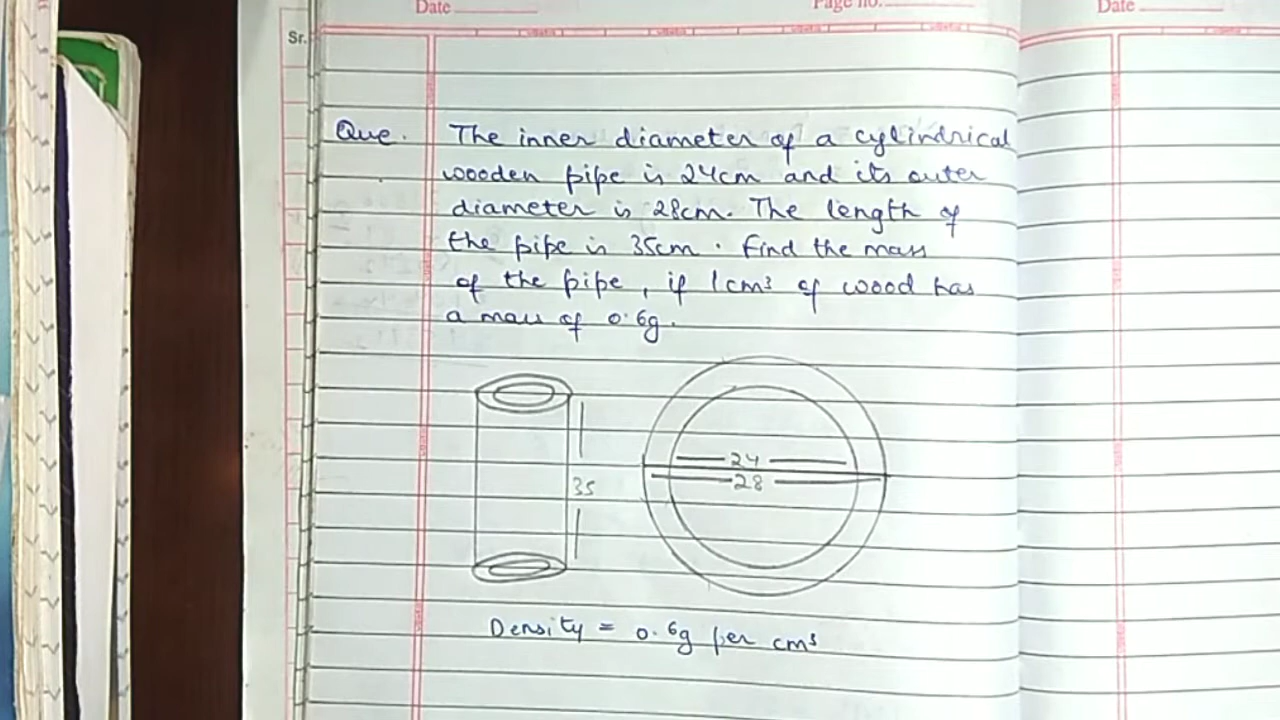 Date
Page no.
Date
Sr.
Que. The inner diameter of a cylindrical
wooden pipe is 24cm and its outer
diameter is 28cm. The length of
the pipe is 35cm. Find the mass
of the pipe, if 1cm³ of wood has
a mass of 0.6g.
24
28
35
Density = 0.6g per cm³